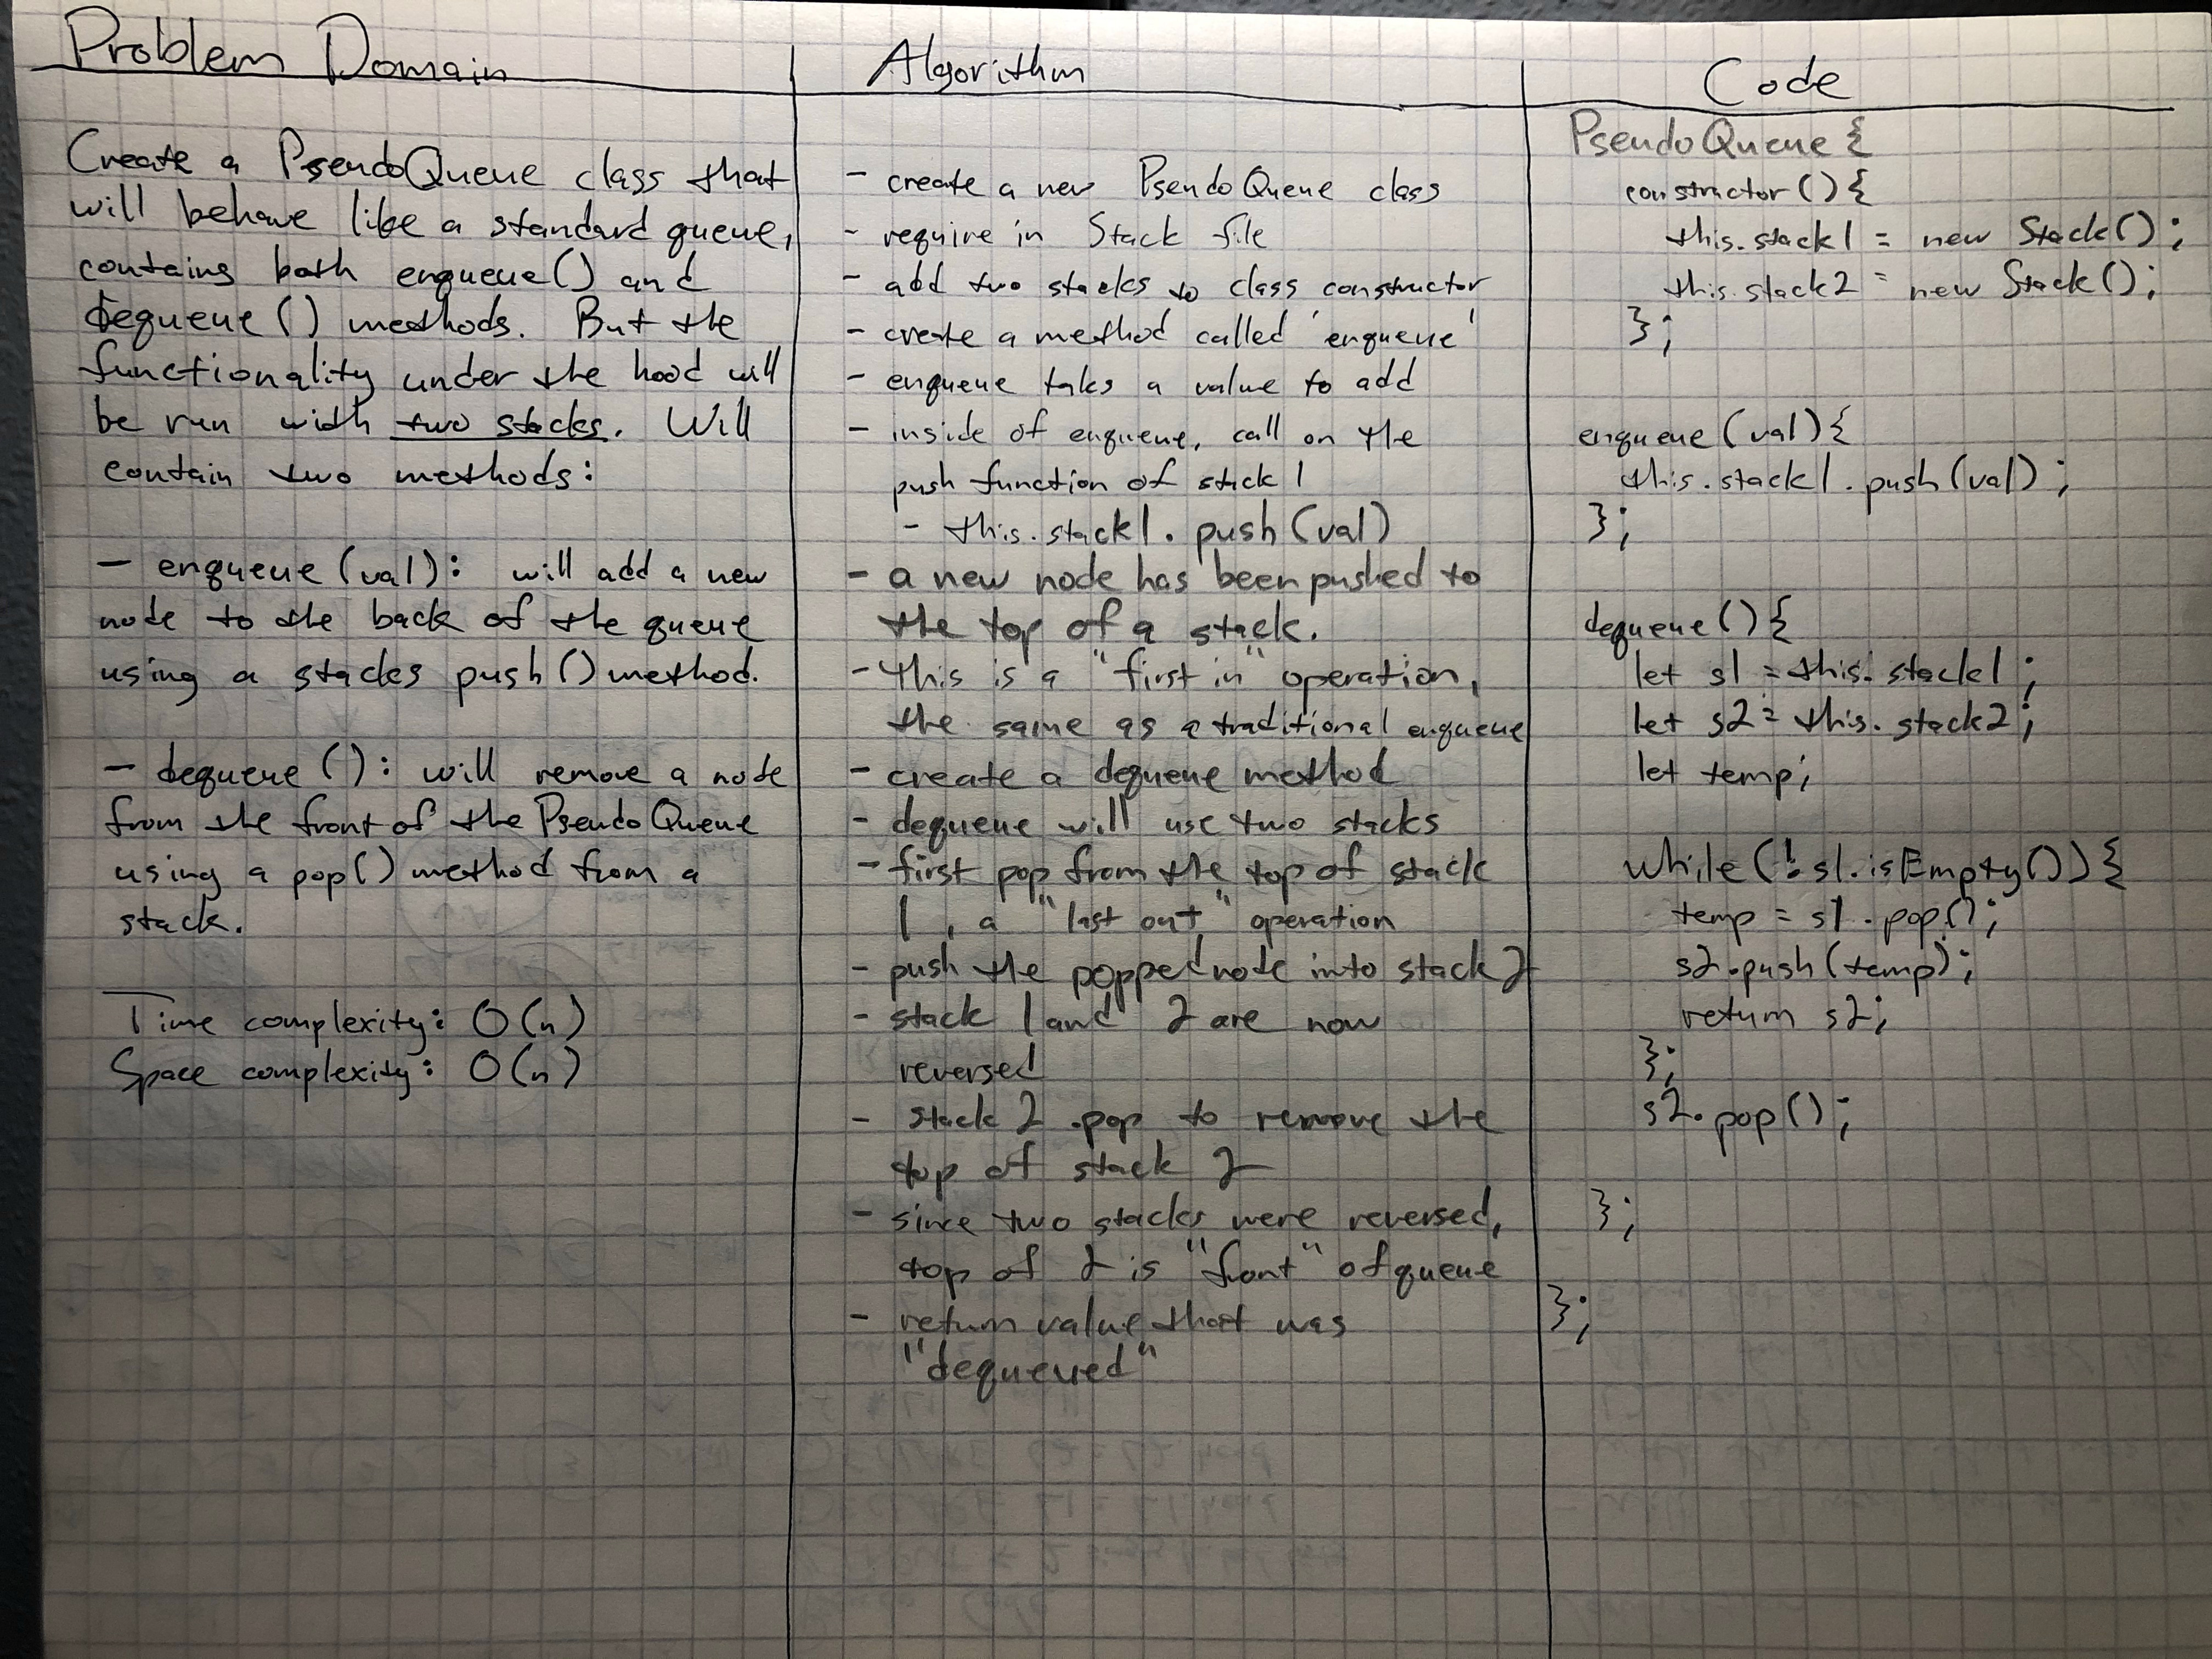 Problem Domain
Create a PseudoQueue class that
will behave like a standard queue,
contains both enqueue() and
dequeue() methods. But the
functionality under the hood will
be run with two stacks. Will
contain two methods:
- enqueue (val): will add a new
node to the back of the queue
using a stacks push() method.
- dequeue (): will remove a node
from the front of the PseudoQueue
using a pop() method from a
stack.
Time complexity: O(n)
Space complexity: O(n)
Algorithm
- create a new PseudoQueue class
- require in Stack file
- add two stacks to class constructor
- create a method called 'enqueue'
- enqueue takes a value to add
- inside of enqueue, call on the
push function of stack 1
- this.stack1.push(val)
- a new node has been pushed to
the top of a stack.
- this is a "first in" operation,
the same as a traditional enqueue
- create a dequeue method
- dequeue will use two stacks
- first pop from the top of stack
1, a "last out" operation
- push the popped node into stack 2
- stack 1 and 2 are now
reversed
- stack 2 .pop to remove the
top of stack 2
- since two stacks were reversed,
top of 2 is "front" of queue
- return value that was
"dequeued"
Code
PseudoQueue {
constructor(){
this.stack1 = new Stack();
this.stack2 = new Stack();
};
enqueue (val){
this.stack1.push(val);
};
dequeue(){
let s1 = this.stack1;
let s2 = this.stack2;
let temp;
while(!s1.isEmpty()){
temp = s1.pop();
s2.push(temp);
return s2;
};
s2.pop();
};
};